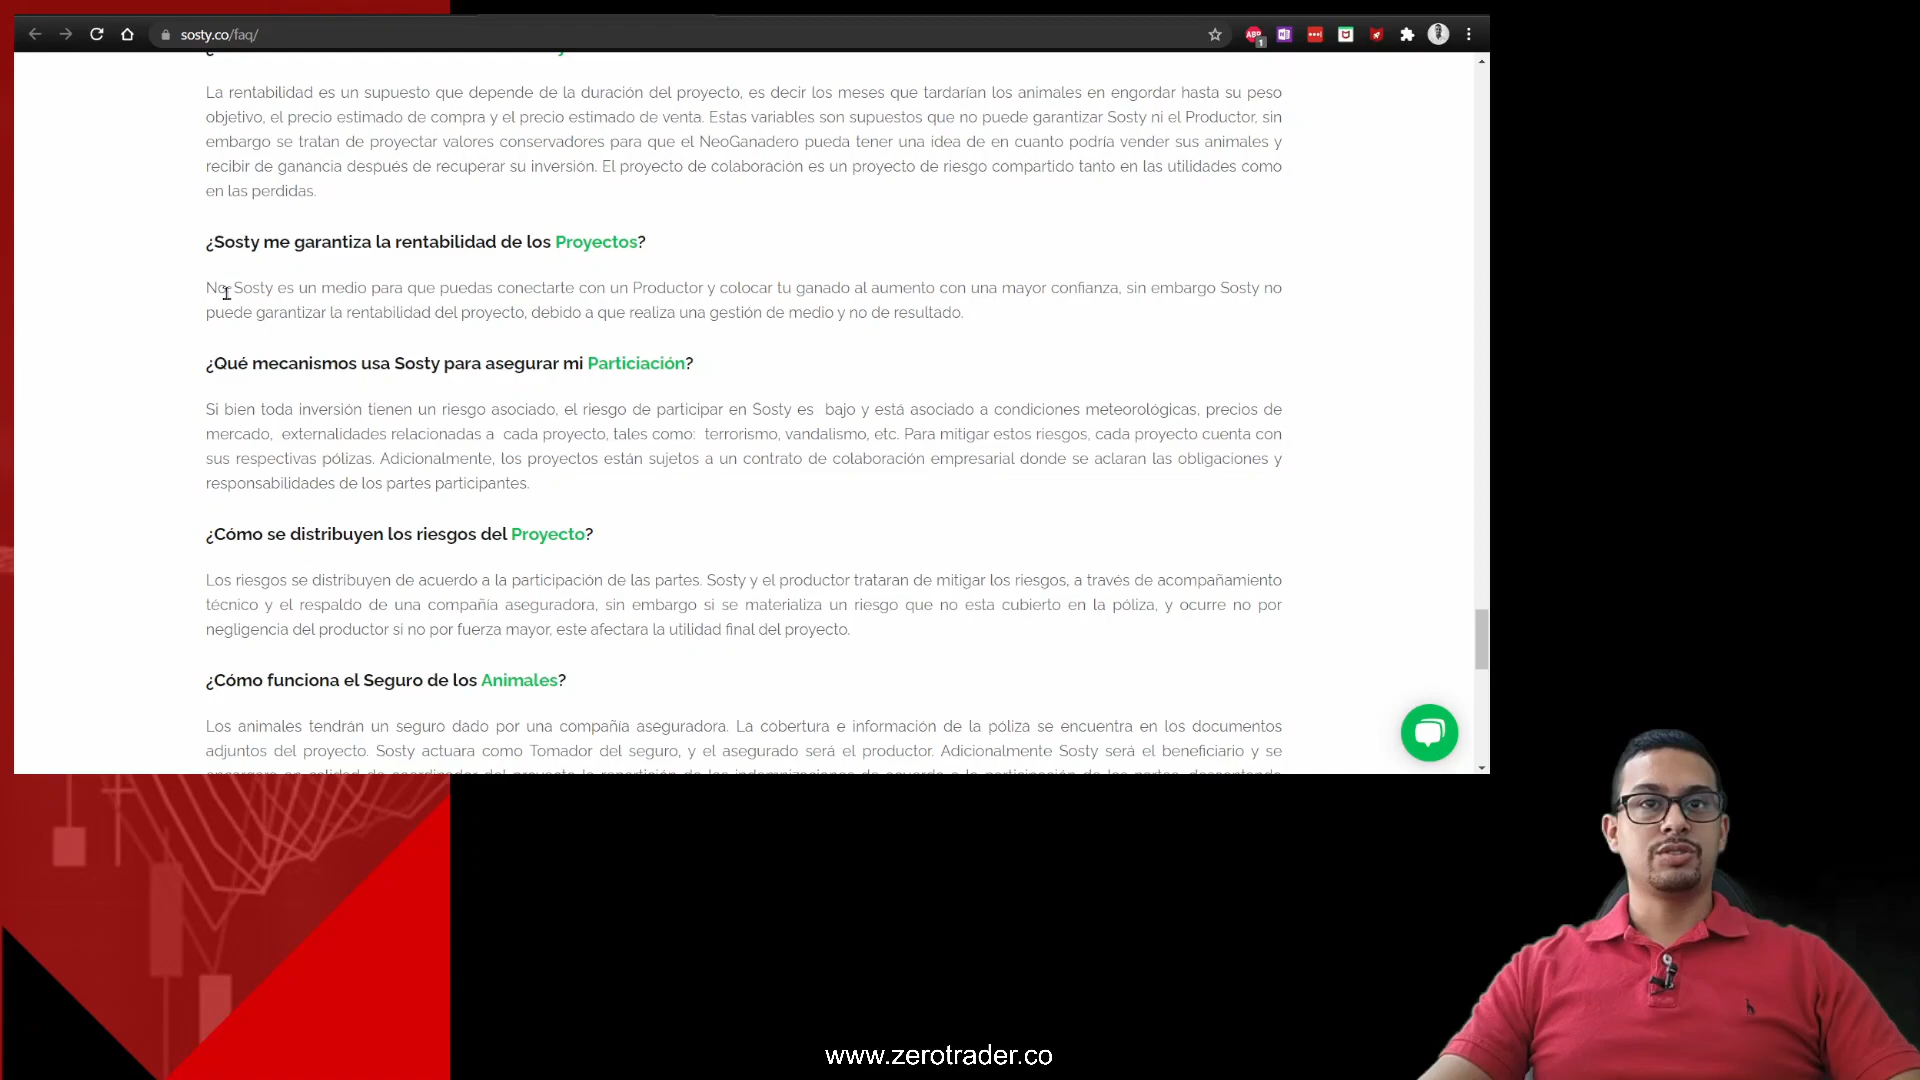 sosty.co/faq/
La rentabilidad es un supuesto que depende de la duración del proyecto, es decir los meses que tardarían los animales en engordar hasta su peso
objetivo, el precio estimado de compra y el precio estimado de venta. Estas variables son supuestos que no puede garantizar Sosty ni el Productor, sin
embargo se tratan de proyectar valores conservadores para que el NeoGanadero pueda tener una idea de en cuanto podría vender sus animales y
recibir de ganancia después de recuperar su inversión. El proyecto de colaboración es un proyecto de riesgo compartido tanto en las utilidades como
en las perdidas.
¿Sosty me garantiza la rentabilidad de los Proyectos?
No, Sosty es un medio para que puedas conectarte con un Productor y colocar tu ganado al aumento con una mayor confianza, sin embargo Sosty no
puede garantizar la rentabilidad del proyecto, debido a que realiza una gestión de medio y no de resultado.
¿Qué mecanismos usa Sosty para asegurar mi Particiación?
Si bien toda inversión tienen un riesgo asociado, el riesgo de participar en Sosty es bajo y está asociado a condiciones meteorológicas, precios de
mercado, externalidades relacionadas a cada proyecto, tales como: terrorismo, vandalismo, etc. Para mitigar estos riesgos, cada proyecto cuenta con
sus respectivas pólizas. Adicionalmente, los proyectos están sujetos a un contrato de colaboración empresarial donde se aclaran las obligaciones y
responsabilidades de los partes participantes.
¿Cómo se distribuyen los riesgos del Proyecto?
Los riesgos se distribuyen de acuerdo a la participación de las partes. Sosty y el productor trataran de mitigar los riesgos, a través de acompañamiento
técnico y el respaldo de una compañía aseguradora, sin embargo si se materializa un riesgo que no esta cubierto en la póliza, y ocurre no por
negligencia del productor si no por fuerza mayor, este afectara la utilidad final del proyecto.
¿Cómo funciona el Seguro de los Animales?
Los animales tendrán un seguro dado por una compañía aseguradora. La cobertura e información de la póliza se encuentra en los documentos
adjuntos del proyecto. Sosty actuara como Tomador del seguro, y el asegurado será el productor. Adicionalmente Sosty será el beneficiario y se
www.zerotrader.co